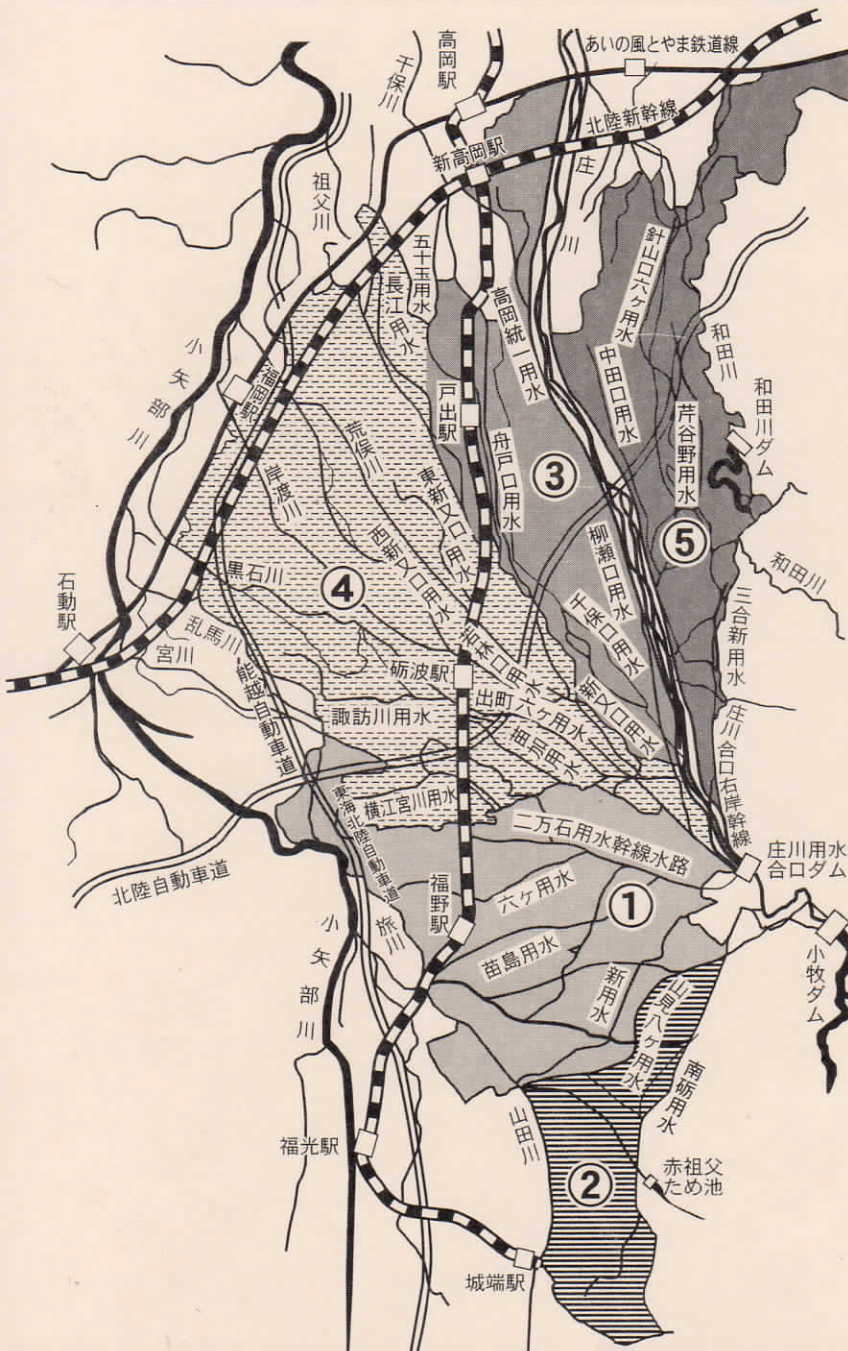 高岡駅
あいの風とやま鉄道線
千保川
北陸新幹線
新高岡駅
庄川
祖父川
五十玉用水
長江用水
針山口六ヶ用水
高岡統一用水
和田川
小矢部川
福岡駅
中田口用水
和田川ダム
戸出駅
芹谷野用水
荒俣川
舟戸口用水
③
岸渡川
東新又口用水
⑤
西新又口用水
柳瀬口用水
黒石川
④
和田川
石動駅
千保口用水
三合新用水
乱馬川
宮川
若林口用水
砺波駅
能越自動車道
出町六ヶ用水
新又口用水
諏訪川用水
苗加用水
庄川合口右岸幹線
東海北陸自動車道
横江宮川用水
二万石用水幹線水路
庄川用水
合口ダム
北陸自動車道
福野駅
六ヶ用水
①
旅川
小矢部川
苗島用水
小牧ダム
新用水
山見八ヶ用水
南砺用水
山田川
福光駅
②
赤祖父
ため池
城端駅